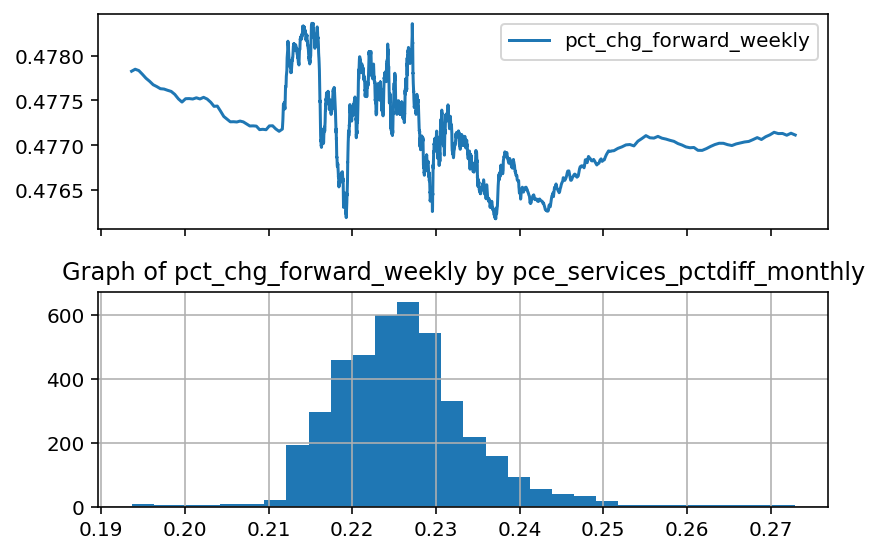 pct_chg_forward_weekly
0.4780
0.4775
0.4770
0.4765
Graph of pct_chg_forward_weekly by pce_services_pctdiff_monthly
600
400
200
0
0.19 0.20 0.21 0.22 0.23 0.24 0.25 0.26 0.27